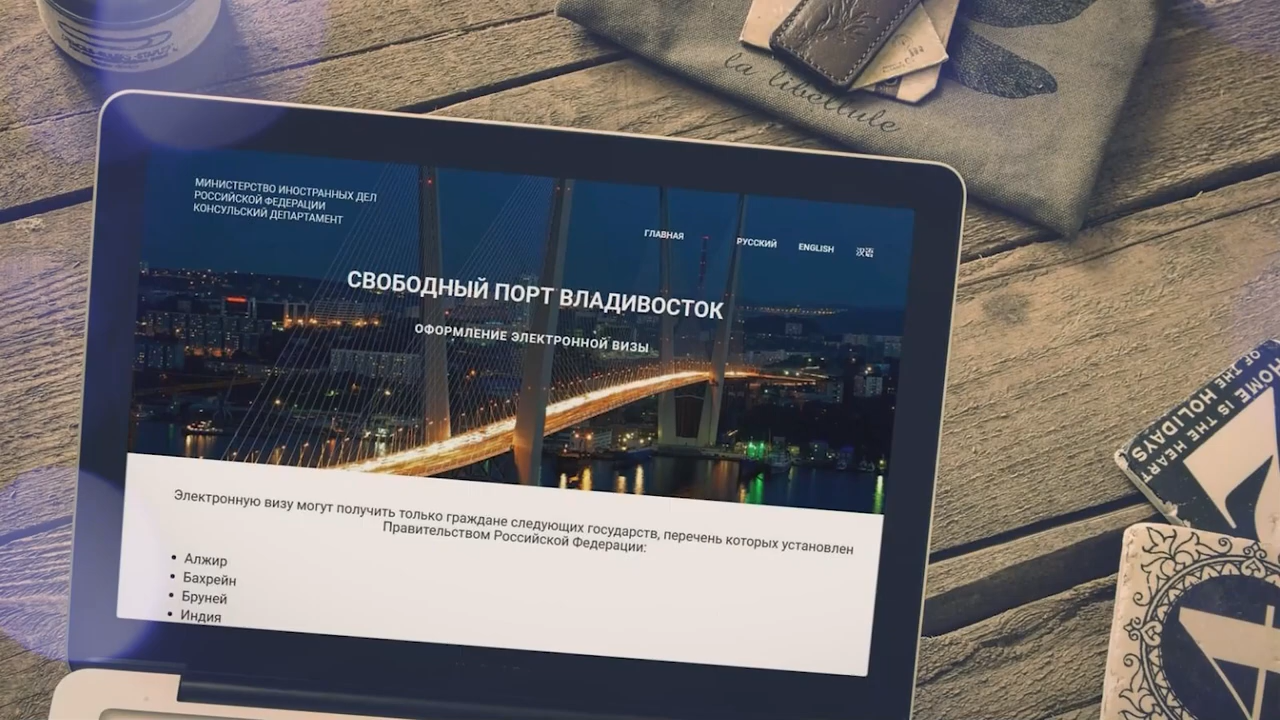 la libellule
МИНИСТЕРСТВО ИНОСТРАННЫХ ДЕЛ
РОССИЙСКОЙ ФЕДЕРАЦИИ
КОНСУЛЬСКИЙ ДЕПАРТАМЕНТ
ГЛАВНАЯ
РУССКИЙ
ENGLISH
汉语
СВОБОДНЫЙ ПОРТ ВЛАДИВОСТОК
ОФОРМЛЕНИЕ ЭЛЕКТРОННОЙ ВИЗЫ
Электронную визу могут получить только граждане следующих государств, перечень которых установлен
Правительством Российской Федерации:
• Алжир
• Бахрейн
• Бруней
• Индия
HOME IS THE HEART
OF THE HOLIDAYS